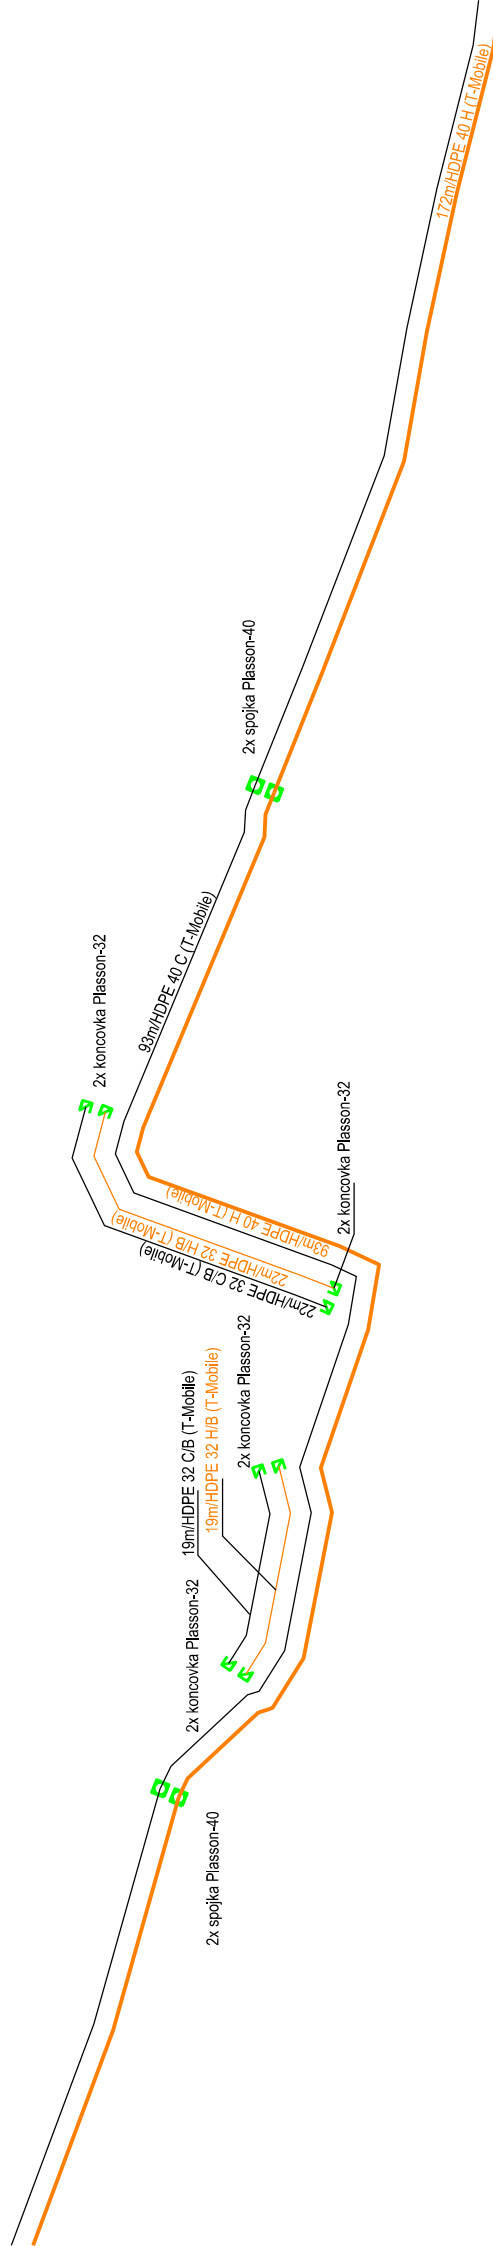 172m/HDPE 40 H (T-Mobile)
2x spojka Plasson-40
93m/HDPE 40 C (T-Mobile)
2x koncovka Plasson-32
2x koncovka Plasson-32
93m/HDPE 40 H (T-Mobile)
22m/HDPE 32 H/B (T-Mobile)
22m/HDPE 32 C/B (T-Mobile)
2x koncovka Plasson-32
19m/HDPE 32 C/B (T-Mobile)
19m/HDPE 32 H/B (T-Mobile)
2x koncovka Plasson-32
2x spojka Plasson-40